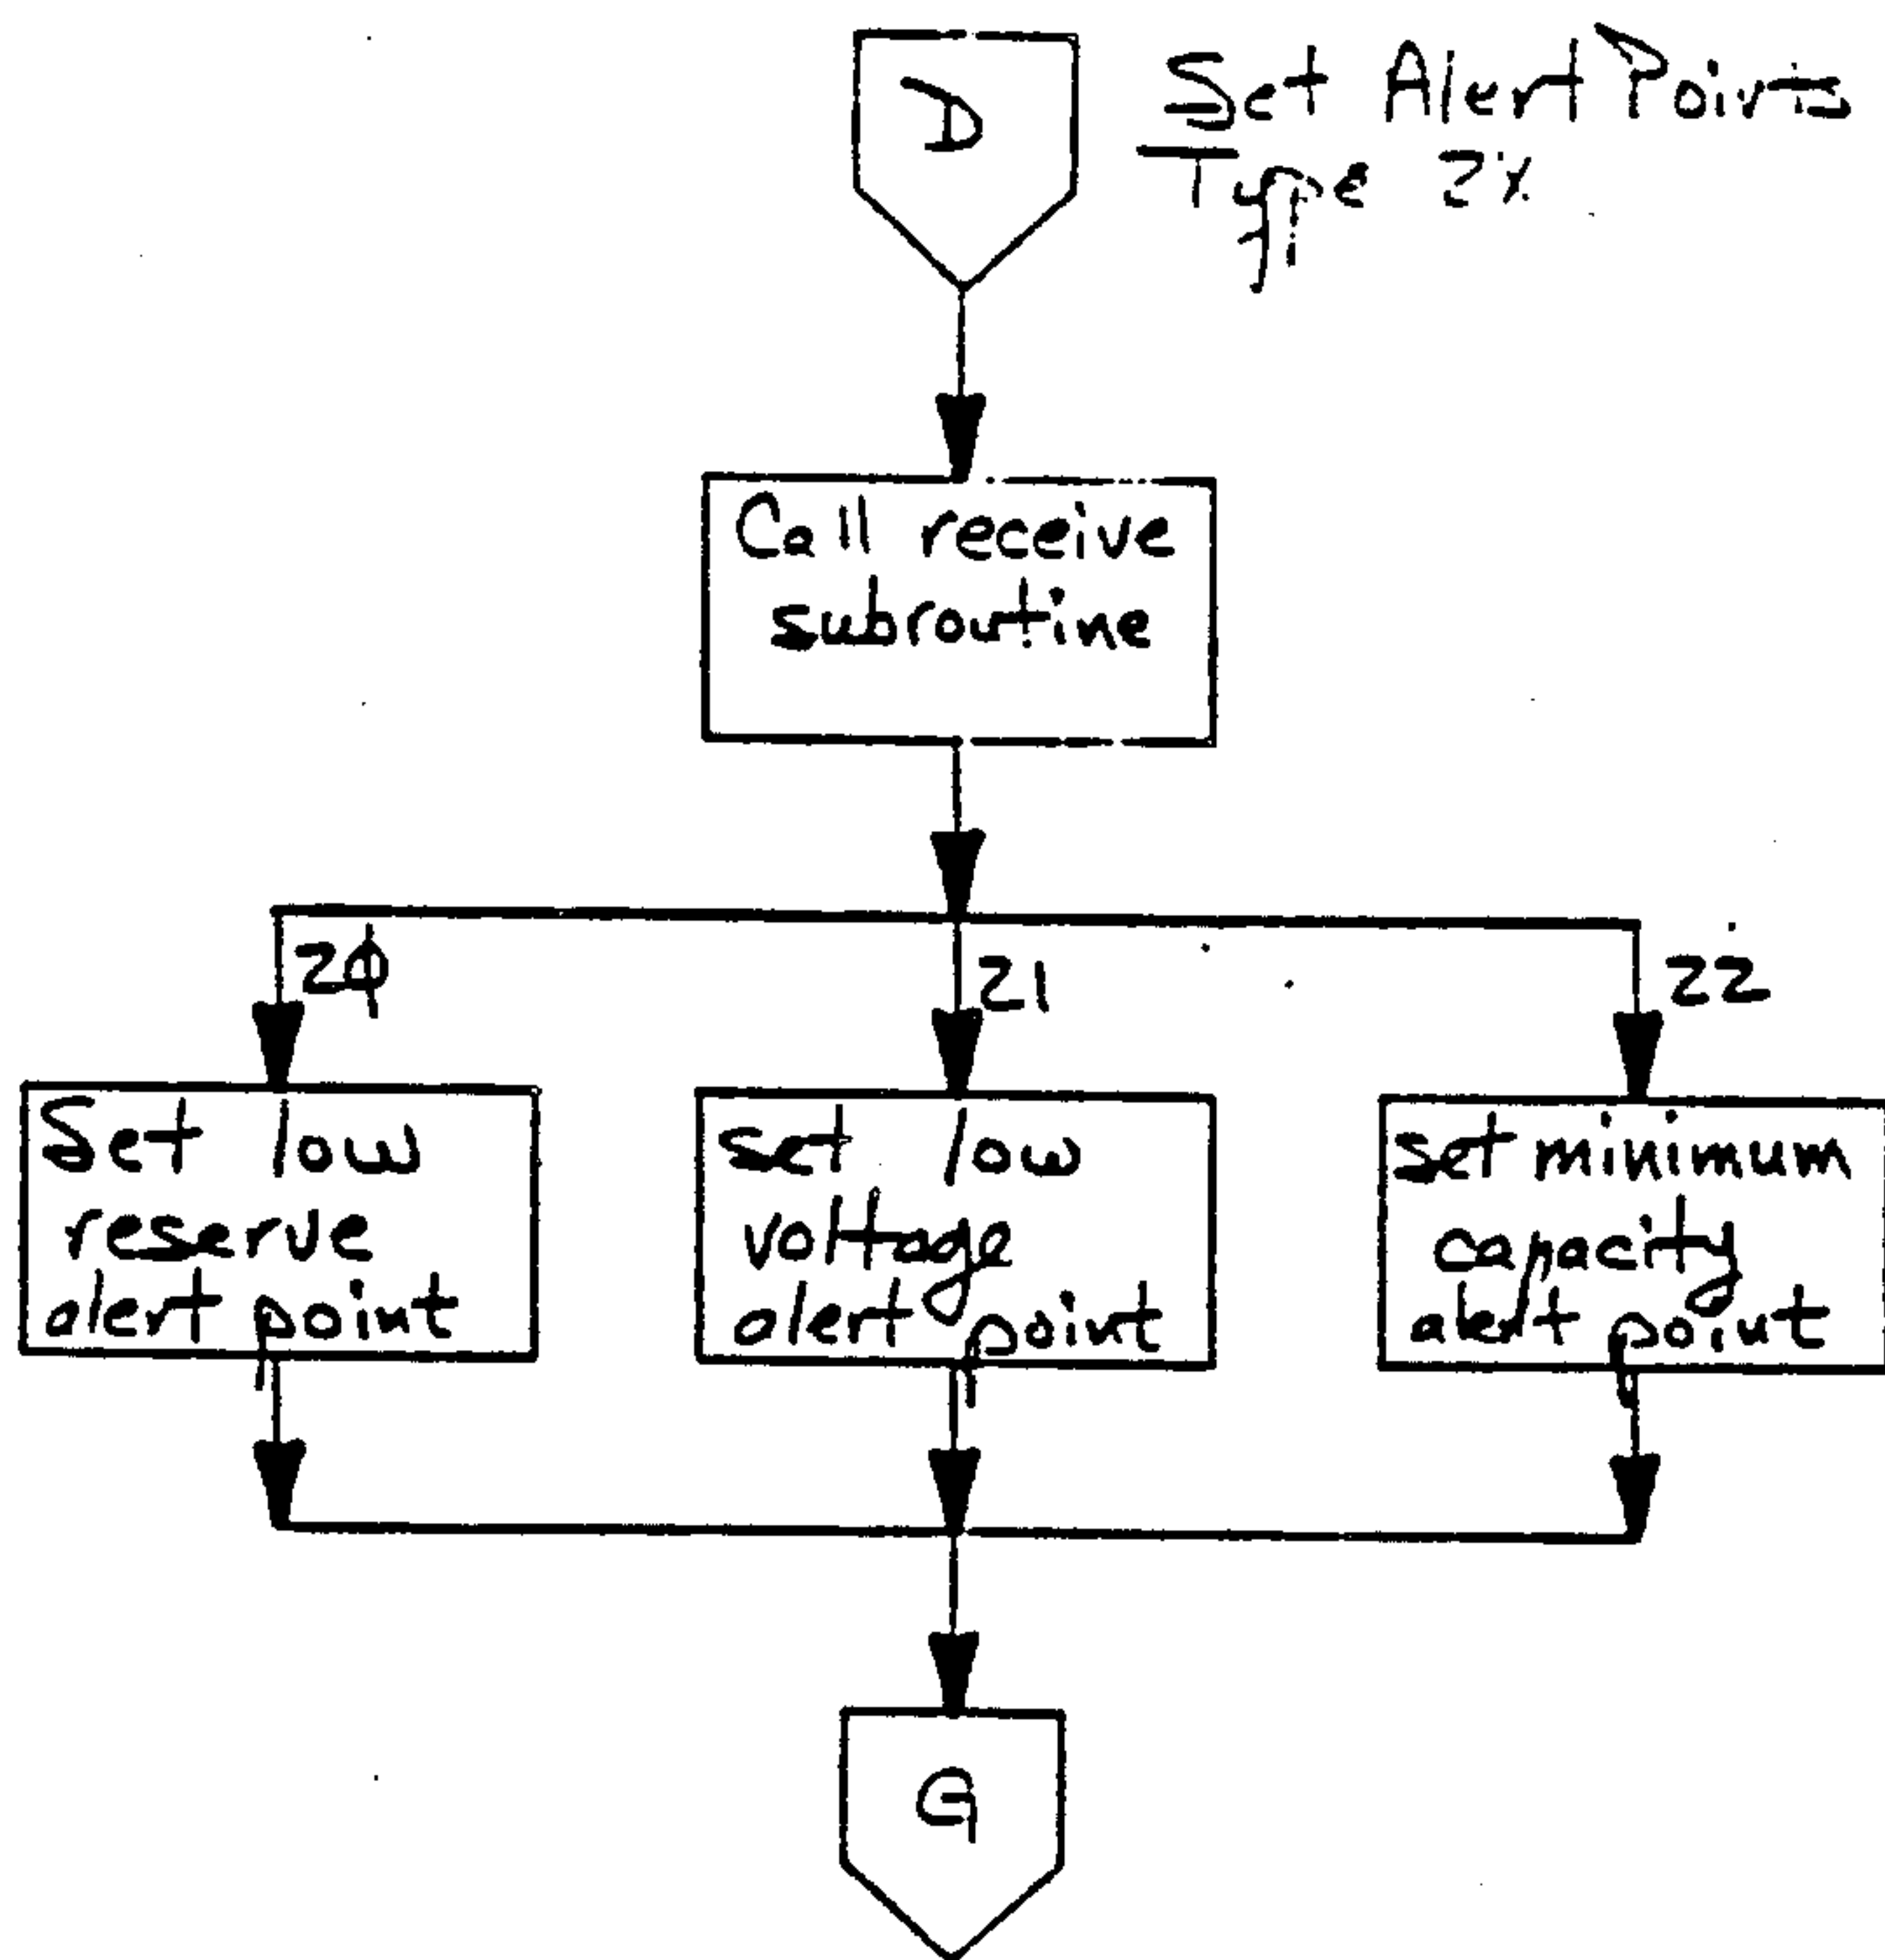 D
Set Alert Points
Type 2X
Call receive
subroutine
20
21
22
Set low
reserve
alert point
set low
voltage
alert point
set minimum
capacity
alert point
G